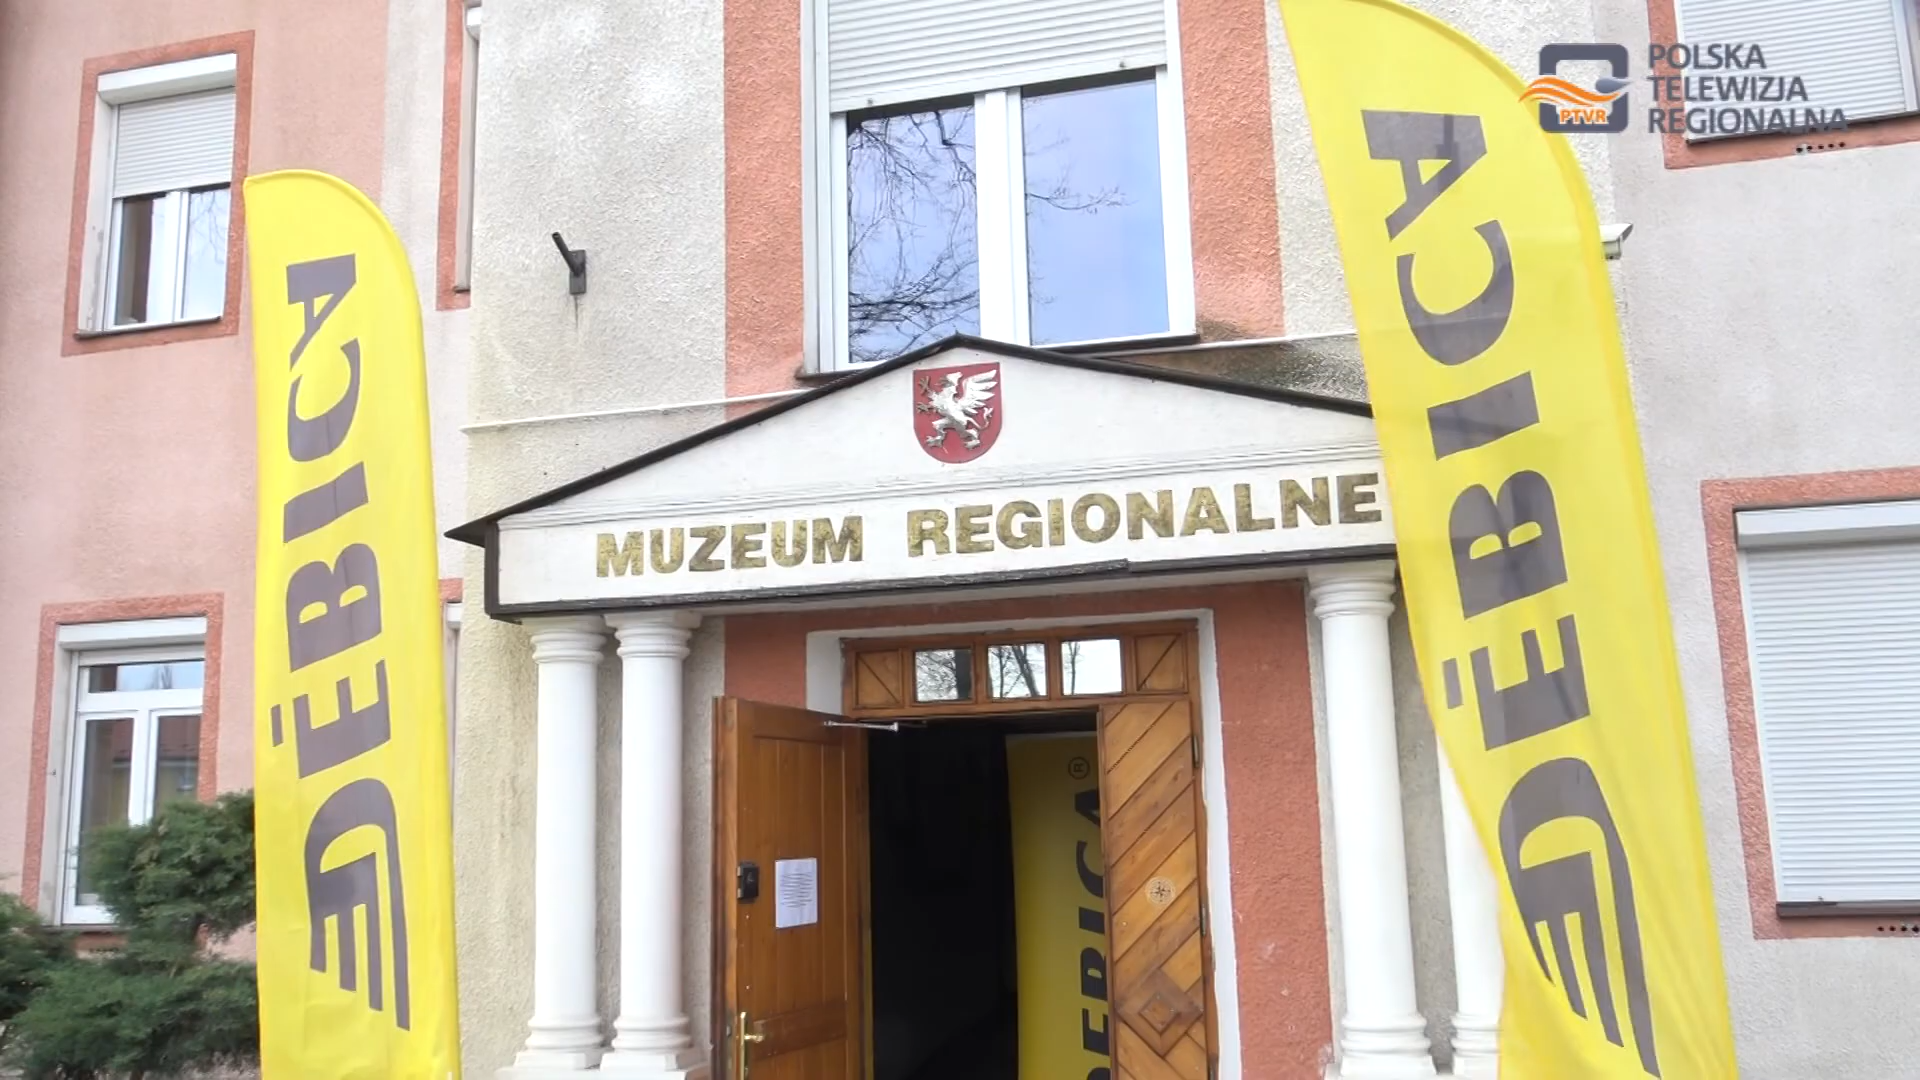 POLSKA
TELEWIZJA
REGIONALNA
PTVR
DĘBICA
DĘBICA
MUZEUM REGIONALNE
DĘBICA®